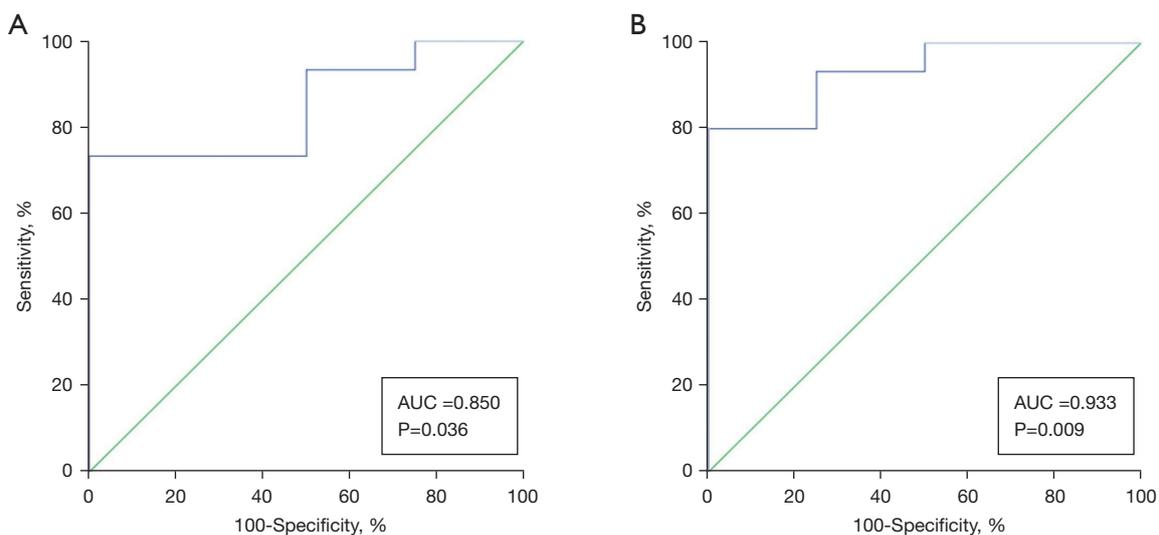 A
100
80
60
40
20
0
Sensitivity, %
0 20 40 60 80 100
100-Specificity, %
AUC =0.850
P=0.036
B
100
80
60
40
20
0
Sensitivity, %
0 20 40 60 80 100
100-Specificity, %
AUC =0.933
P=0.009